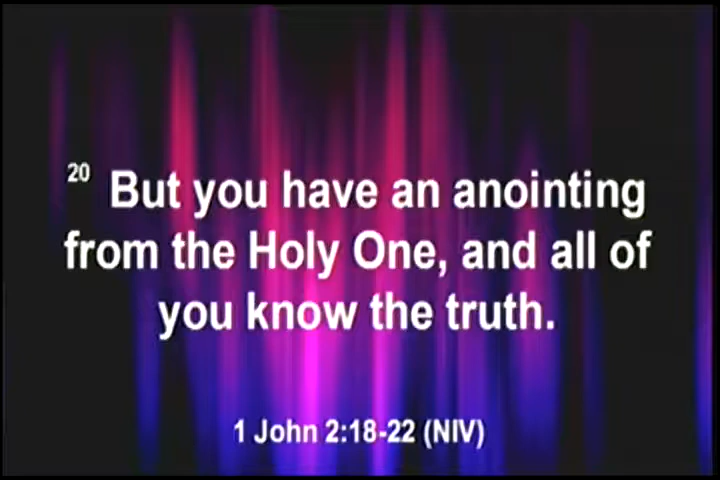 20 But you have an anointing
from the Holy One, and all of
you know the truth.
1 John 2:18-22 (NIV)